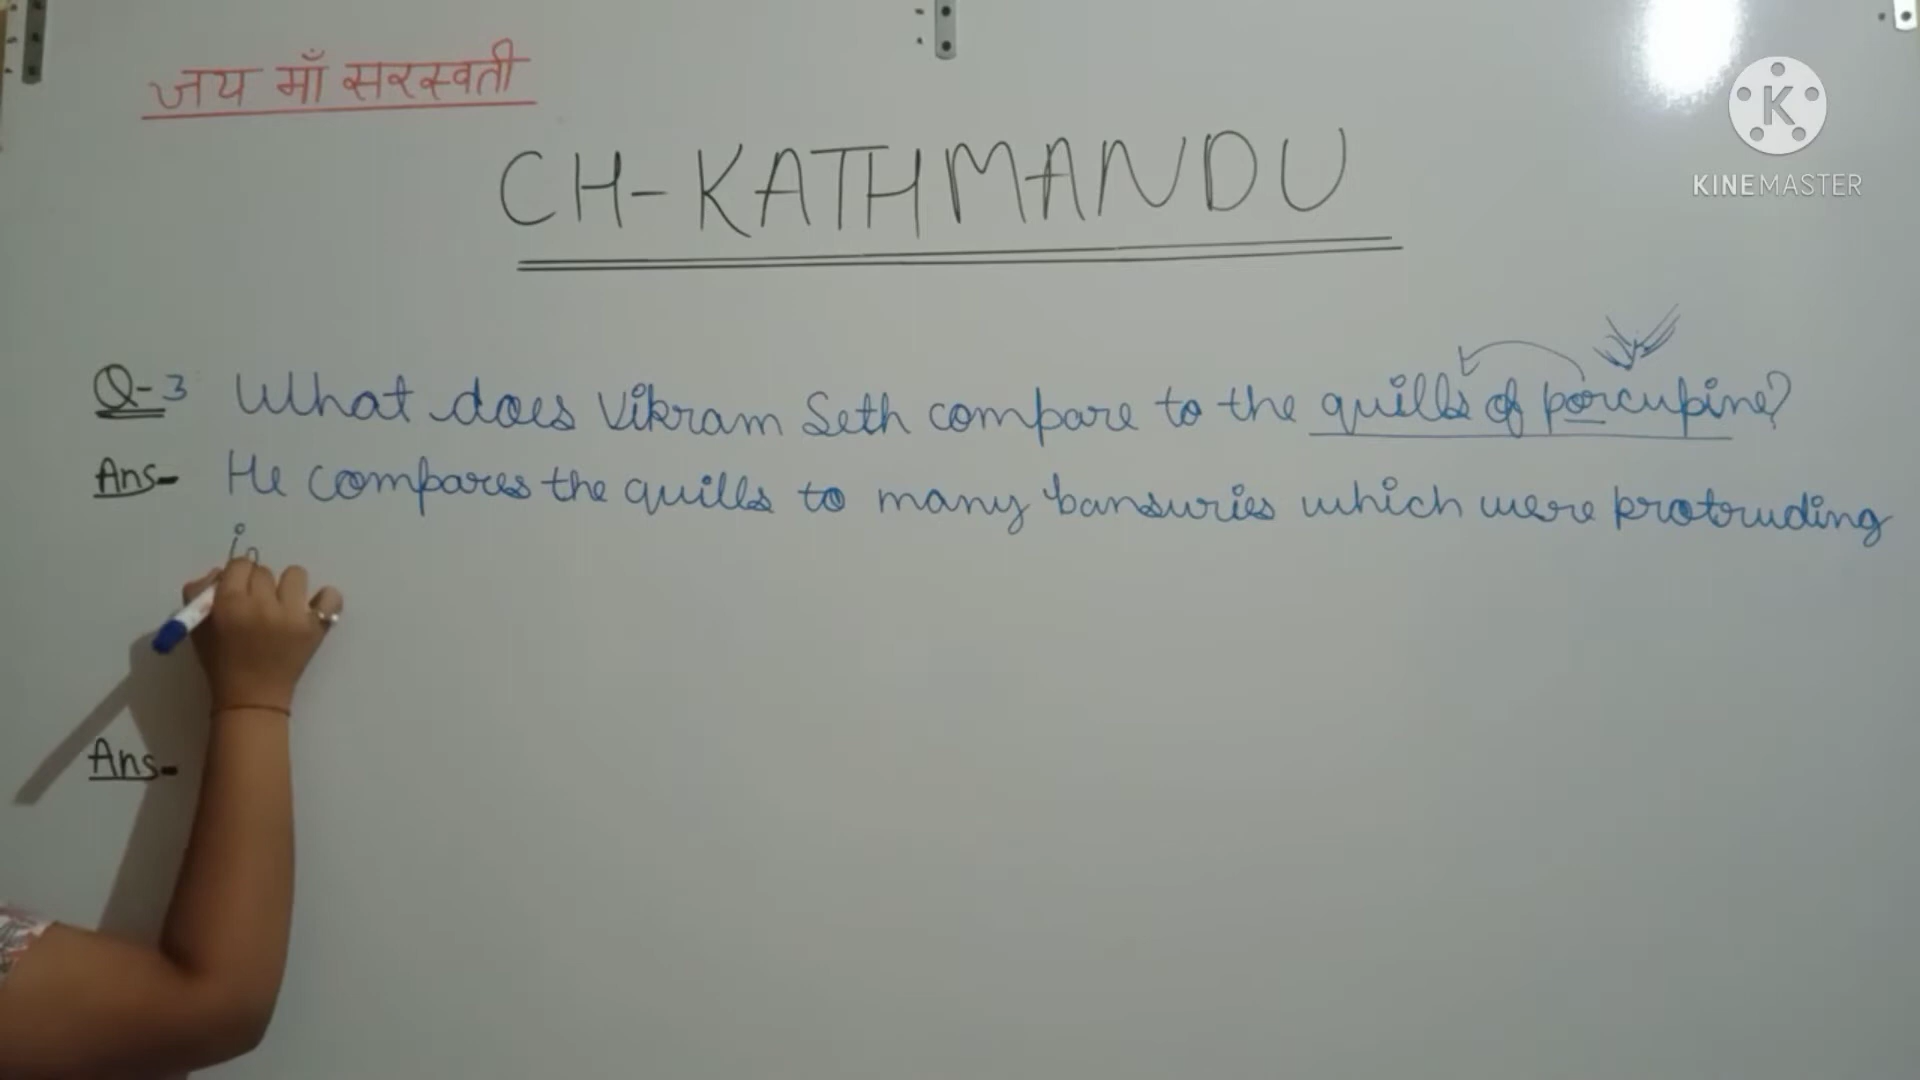 जय माँ सरस्वती
CH-KATHMANDU
K
KINEMASTER
Q-3 What does Vikram Seth compare to the quills of porcupine?
Ans- He compares the quills to many bansuries which were protruding
in
Ans-